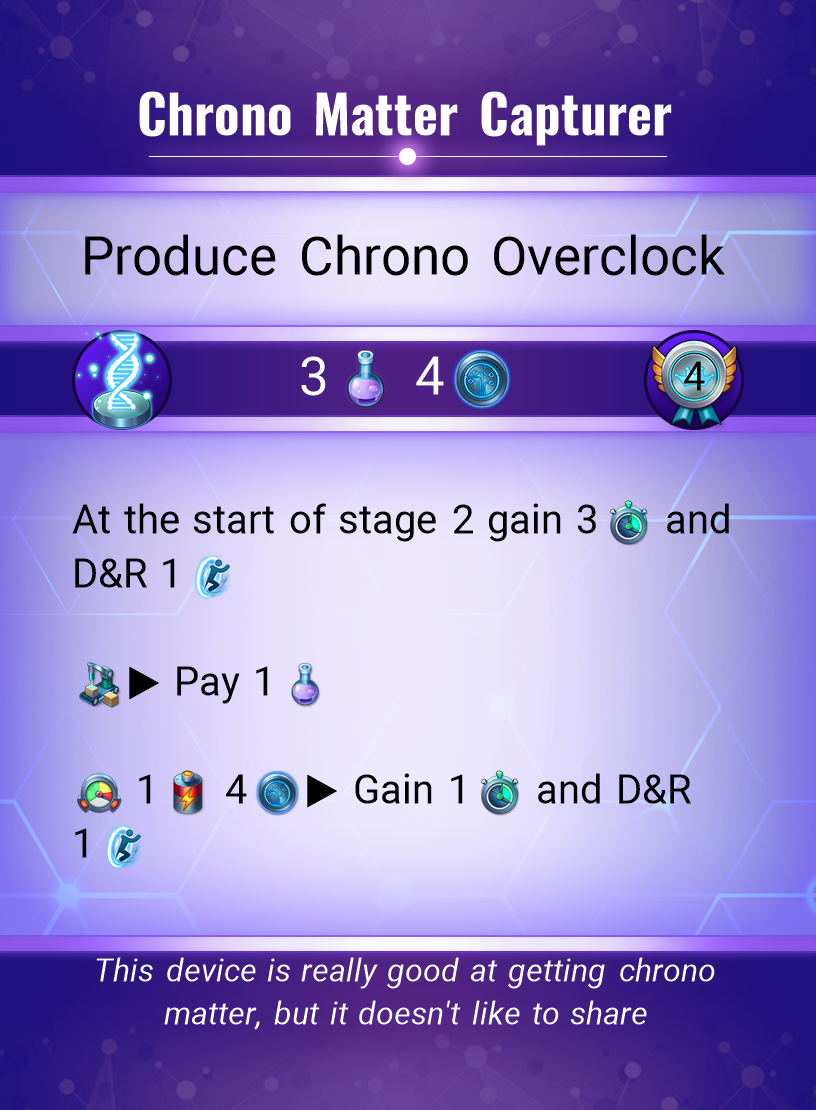 Chrono Matter Capturer
Produce Chrono Overclock
3 4 4
At the start of stage 2 gain 3 and
D&R 1
▶ Pay 1
1 4 ▶ Gain 1 and D&R
1
This device is really good at getting chrono
matter, but it doesn't like to share